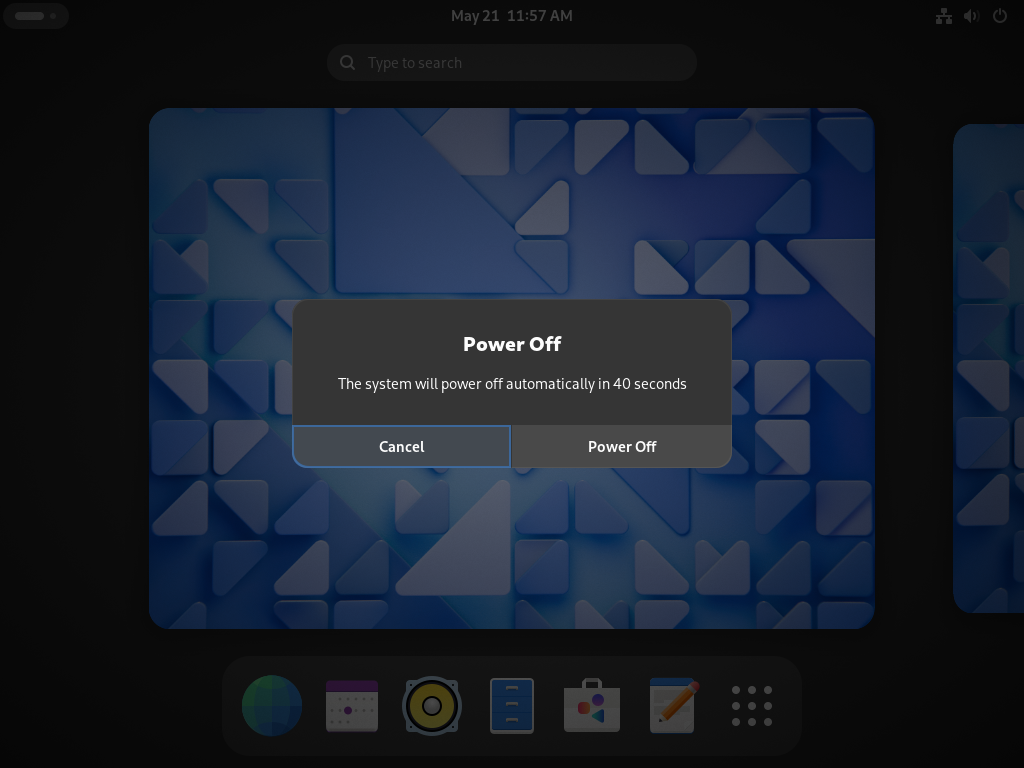 May 21 11:57 AM
Type to search
Power Off
The system will power off automatically in 40 seconds
Cancel
Power Off